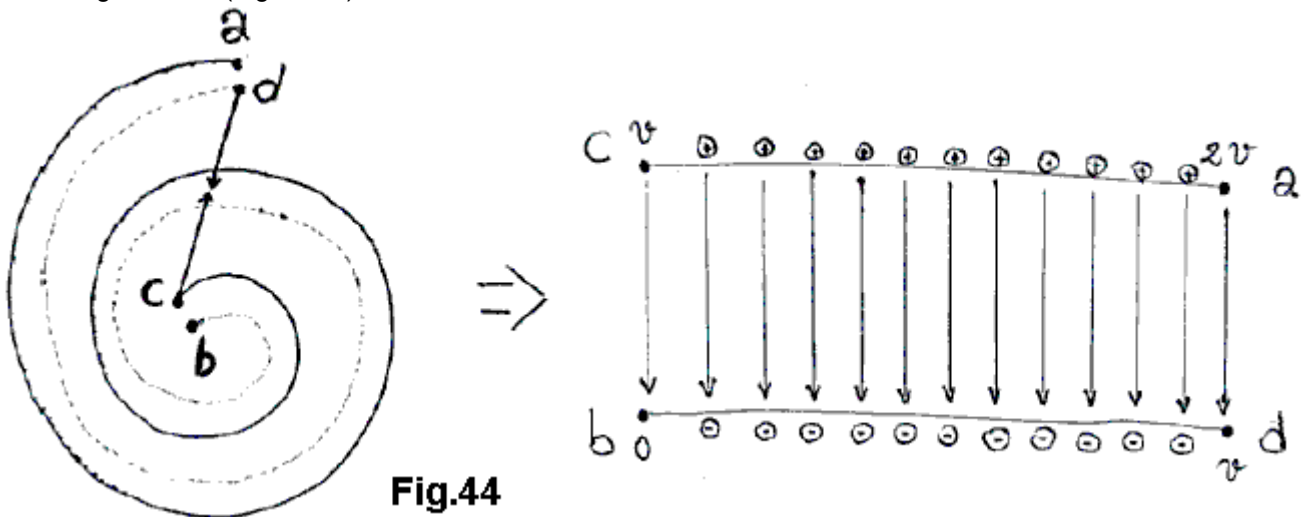 a
d
c
b
⇒
c v ⊕ ⊕ ⊕ ⊕ ⊕ ⊕ ⊕ ⊙ ⊕ ⊕ ⊕ 2v a
b 0 ⊖ ⊖ ⊖ ⊖ ⊖ ⊖ ⊖ ⊖ ⊖ ⊖ ⊖ v d
Fig.44